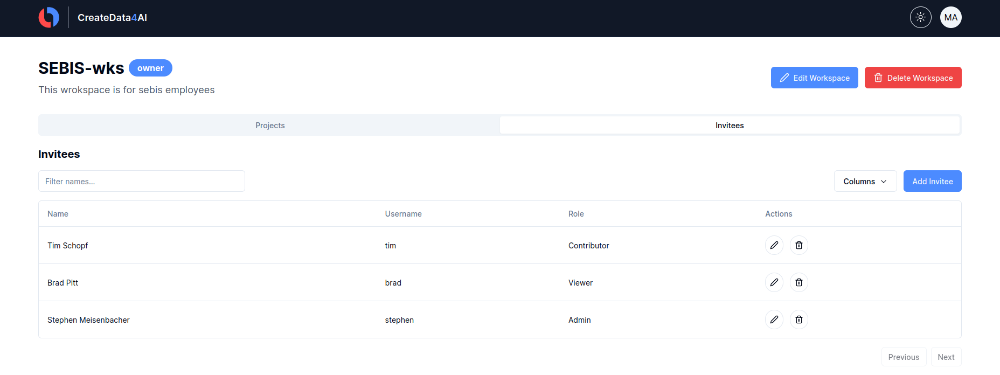 CreateData4AI
MA
SEBIS-wks owner
This wrokspace is for sebis employees
Edit Workspace
Delete Workspace
Projects
Invitees
Invitees
Filter names...
Columns
Add Invitee
Name Username Role Actions
Tim Schopf tim Contributor
Brad Pitt brad Viewer
Stephen Meisenbacher stephen Admin
Previous Next